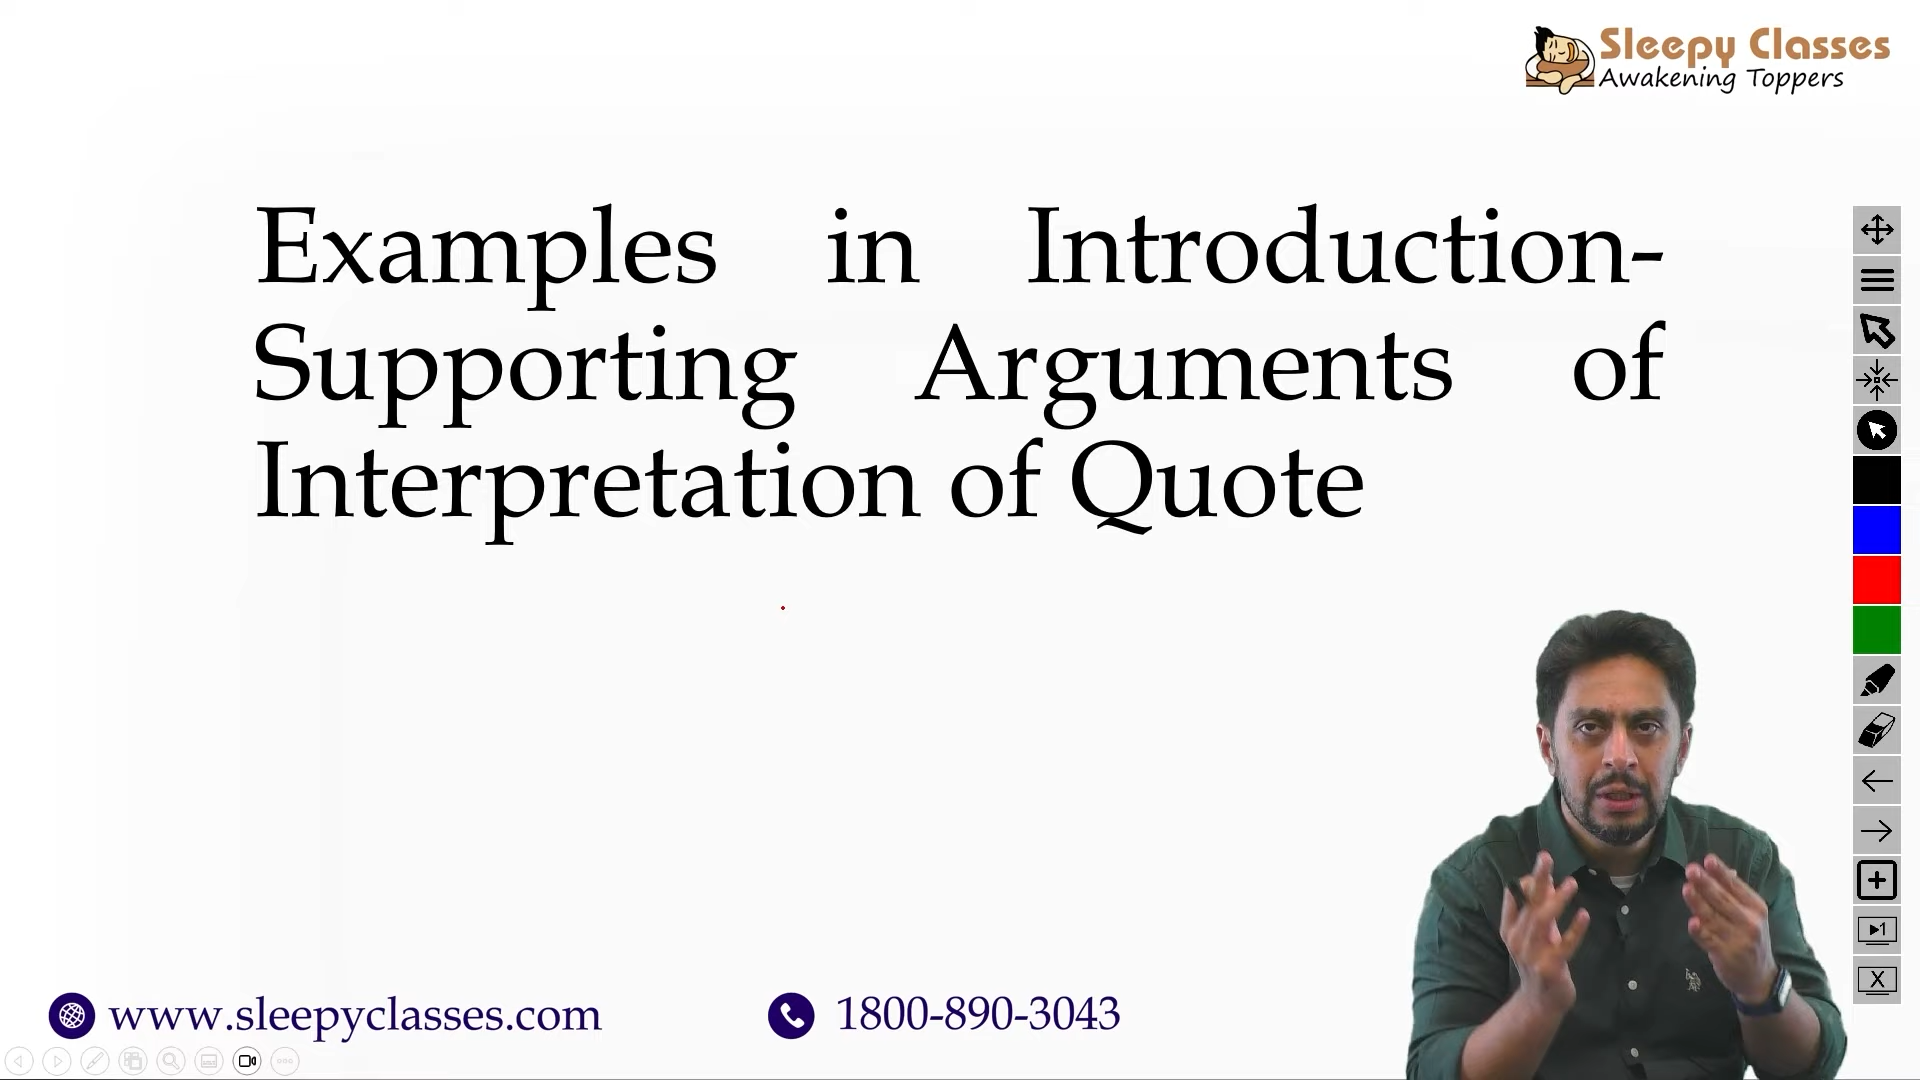 Sleepy Classes
Awakening Toppers
Examples in Introduction-
Supporting Arguments of
Interpretation of Quote
www.sleepyclasses.com
1800-890-3043
1
X